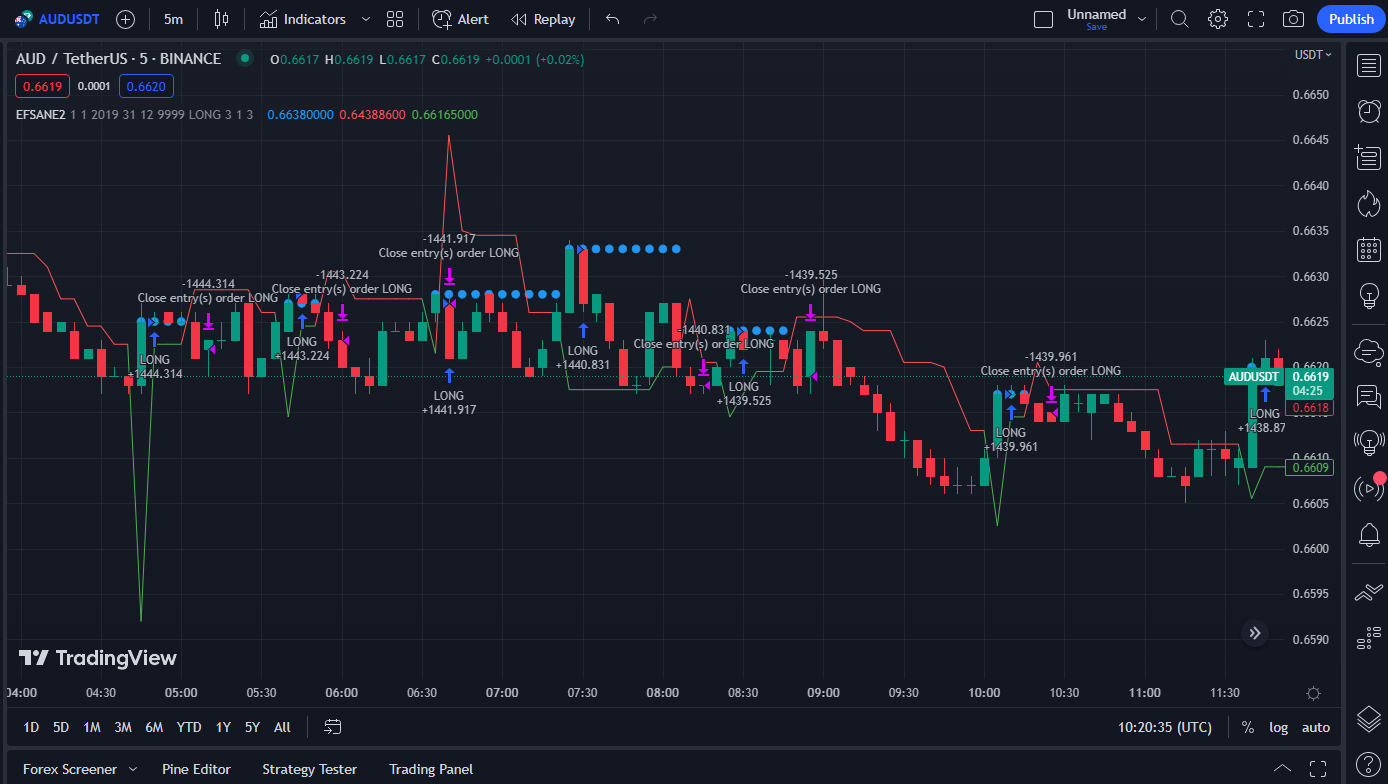 AUDUSDT 5m Indicators Alert Replay Unnamed Save Publish
AUD / TetherUS · 5 · BINANCE O0.6617 H0.6619 L0.6617 C0.6619 +0.0001 (+0.02%)
USDT
0.6619 0.0001 0.6620
EFSANE2 1 1 2019 31 12 9999 LONG 3 1 3 0.66380000 0.64388600 0.66165000
0.6650
0.6645
0.6640
0.6635
0.6630
0.6625
0.6620
0.6610
0.6605
0.6600
0.6595
0.6590
AUDUSDT 0.6619
04:25
0.6618
0.6609
-1444.314
Close entry(s) order LONG
LONG
+1444.314
-1443.224
Close entry(s) order LONG
LONG
+1443.224
-1441.917
Close entry(s) order LONG
LONG
+1441.917
LONG
+1440.831
-1440.831
Close entry(s) order LONG
LONG
+1439.525
-1439.525
Close entry(s) order LONG
LONG
+1439.961
-1439.961
Close entry(s) order LONG
LONG
+1438.87
TradingView
04:00 04:30 05:00 05:30 06:00 06:30 07:00 07:30 08:00 08:30 09:00 09:30 10:00 10:30 11:00 11:30
1D 5D 1M 3M 6M YTD 1Y 5Y All 10:20:35 (UTC) % log auto
Forex Screener Pine Editor Strategy Tester Trading Panel